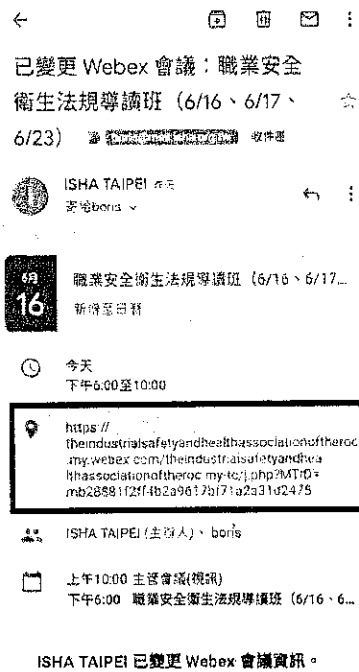 已變更 Webex 會議：職業安全
衛生法規導讀班（6/16、6/17、
6/23） 收件匣
ISHA TAIPEI 今天
寄給boris
6月
16
職業安全衛生法規導讀班（6/16、6/17...
新增至日曆
今天
下午6:00至10:00
https://
theindustrialsafetyandhealthassociationoftheroc
.my.webex.com/theindustrialsafetyandhea
lthassociationoftheroc.my-tc/j.php?MTID=
ISHA TAIPEI (主辦人)、boris
上午10:00 主管會議(視訊)
下午6:00 職業安全衛生法規導讀班（6/16、6...
ISHA TAIPEI 已變更 Webex 會議資訊。